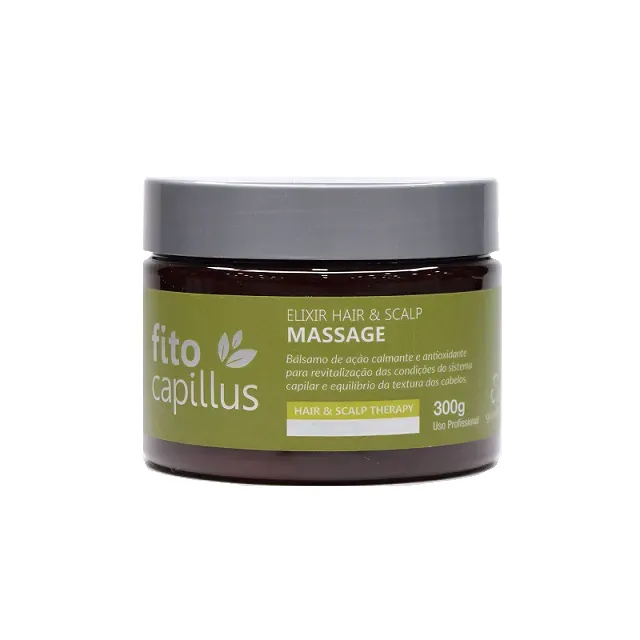 fito
capillus
ELIXIR HAIR & SCALP
MASSAGE
Bálsamo de ação calmante e antioxidante
para revitalização das condições do sistema
capilar e equilíbrio da textura dos cabelos.
HAIR & SCALP THERAPY
300g
Uso Profissional